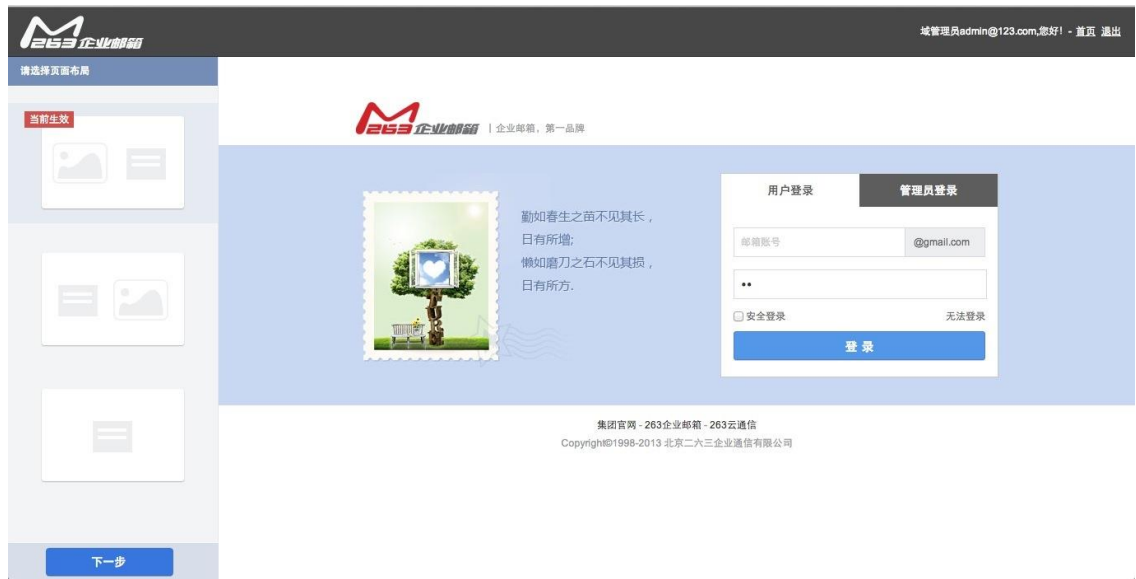 263企业邮箱
域管理员admin@123.com,您好! - 首页 退出
请选择页面布局
当前生效
263企业邮箱 | 企业邮箱，第一品牌
用户登录 管理员登录
勤如春生之苗不见其长，
日有所增;
懒如磨刀之石不见其损，
日有所亏.
邮箱账号 @gmail.com
安全登录 无法登录
登 录
集团官网 - 263企业邮箱 - 263云通信
Copyright©1998-2013 北京二六三企业通信有限公司
下一步